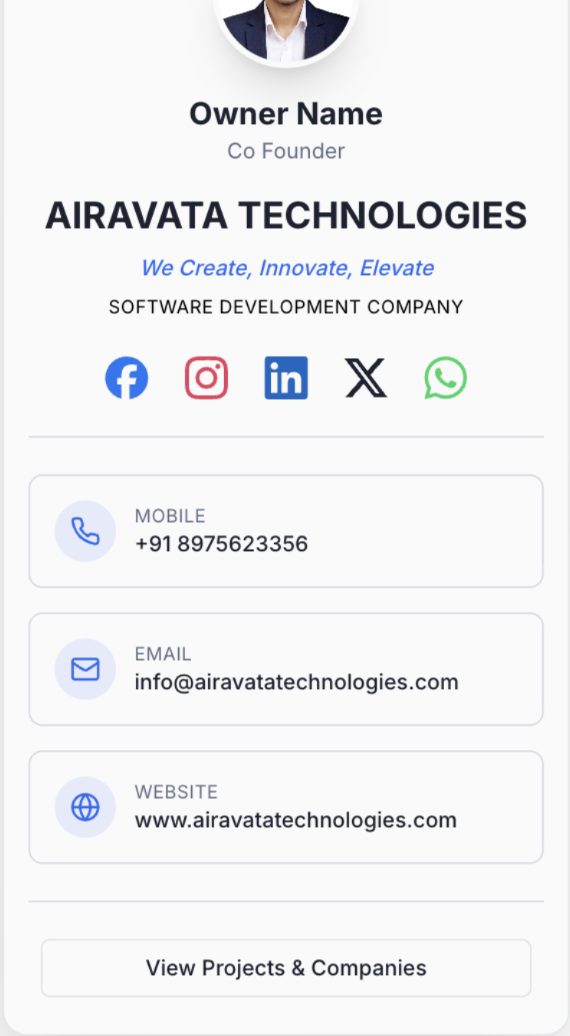 Owner Name
Co Founder
AIRAVATA TECHNOLOGIES
We Create, Innovate, Elevate
SOFTWARE DEVELOPMENT COMPANY
in
MOBILE
+91 8975623356
EMAIL
info@airavatatechnologies.com
WEBSITE
www.airavatatechnologies.com
View Projects & Companies